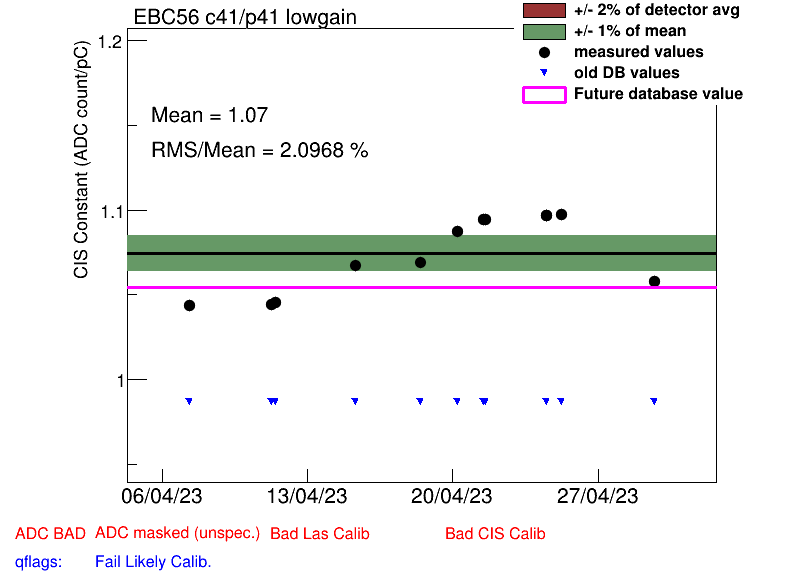 EBC56 c41/p41 lowgain
+/- 2% of detector avg
+/- 1% of mean
measured values
old DB values
Future database value
CIS Constant (ADC count/pC)
1.2
1.1
1
Mean = 1.07
RMS/Mean = 2.0968 %
06/04/23 13/04/23 20/04/23 27/04/23
ADC BAD ADC masked (unspec.) Bad Las Calib Bad CIS Calib
qflags: Fail Likely Calib.